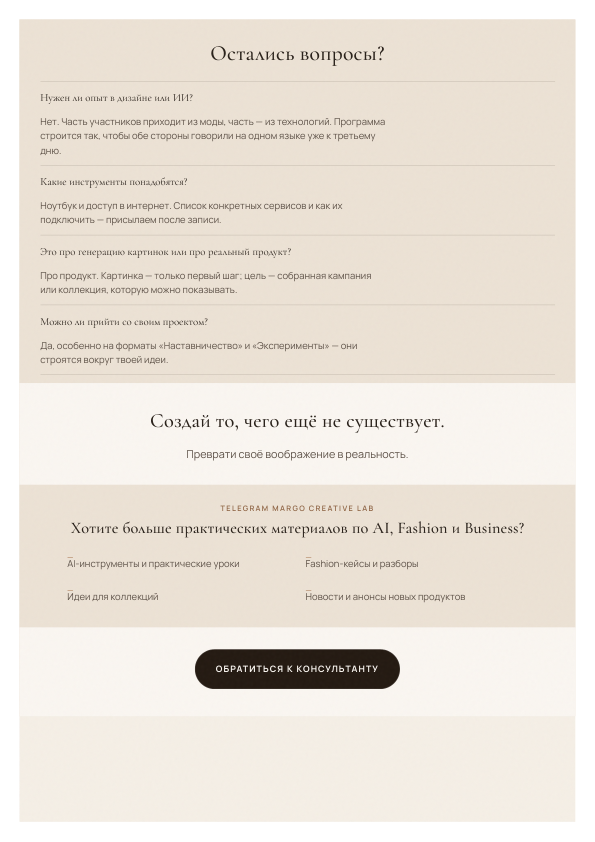 Остались вопросы?
Нужен ли опыт в дизайне или ИИ?
Нет. Часть участников приходит из моды, часть — из технологий. Программа
строится так, чтобы обе стороны говорили на одном языке уже к третьему
дню.
Какие инструменты понадобятся?
Ноутбук и доступ в интернет. Список конкретных сервисов и как их
подключить — присылаем после записи.
Это про генерацию картинок или про реальный продукт?
Про продукт. Картинка — только первый шаг; цель — собранная кампания
или коллекция, которую можно показывать.
Можно ли прийти со своим проектом?
Да, особенно на форматы «Наставничество» и «Эксперименты» — они
строятся вокруг твоей идеи.
Создай то, чего ещё не существует.
Преврати своё воображение в реальность.
TELEGRAM MARGO CREATIVE LAB
Хотите больше практических материалов по AI, Fashion и Business?
AI-инструменты и практические уроки
Fashion-кейсы и разборы
Идеи для коллекций
Новости и анонсы новых продуктов
ОБРАТИТЬСЯ К КОНСУЛЬТАНТУ